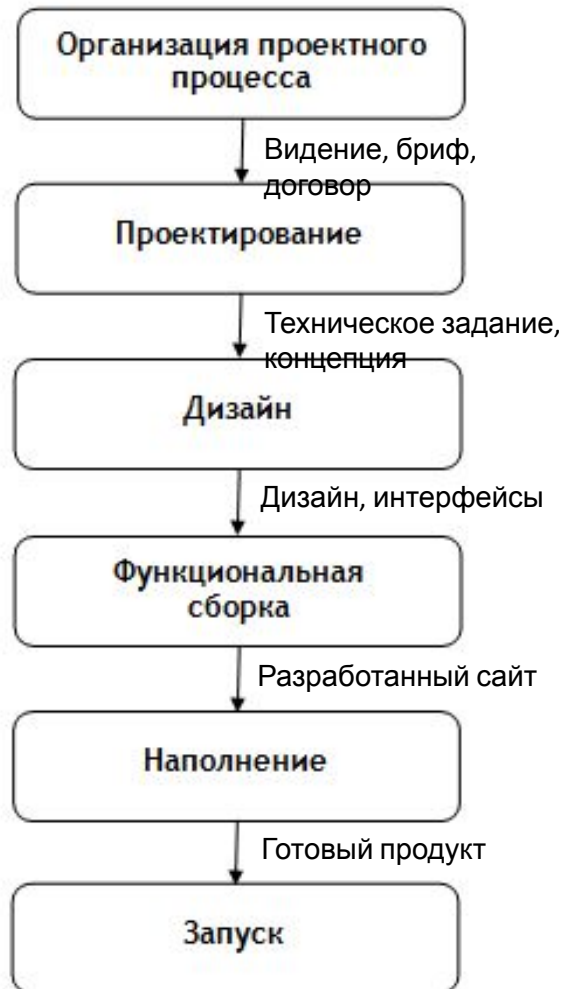 Организация проектного
процесса
Видение, бриф,
договор
Проектирование
Техническое задание,
концепция
Дизайн
Дизайн, интерфейсы
Функциональная
сборка
Разработанный сайт
Наполнение
Готовый продукт
Запуск